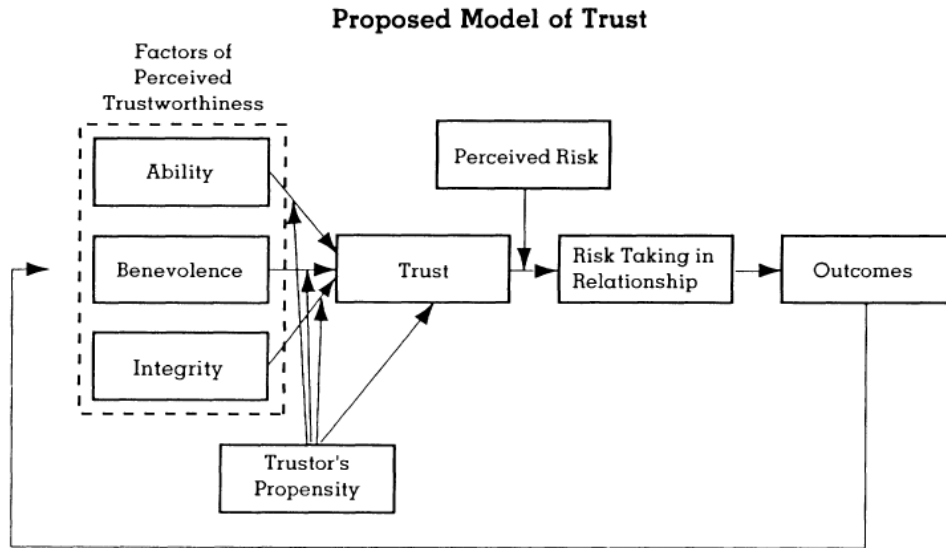 Proposed Model of Trust
Factors of
Perceived
Trustworthiness
Ability
Benevolence
Integrity
Trustor's
Propensity
Trust
Perceived Risk
Risk Taking in
Relationship
Outcomes